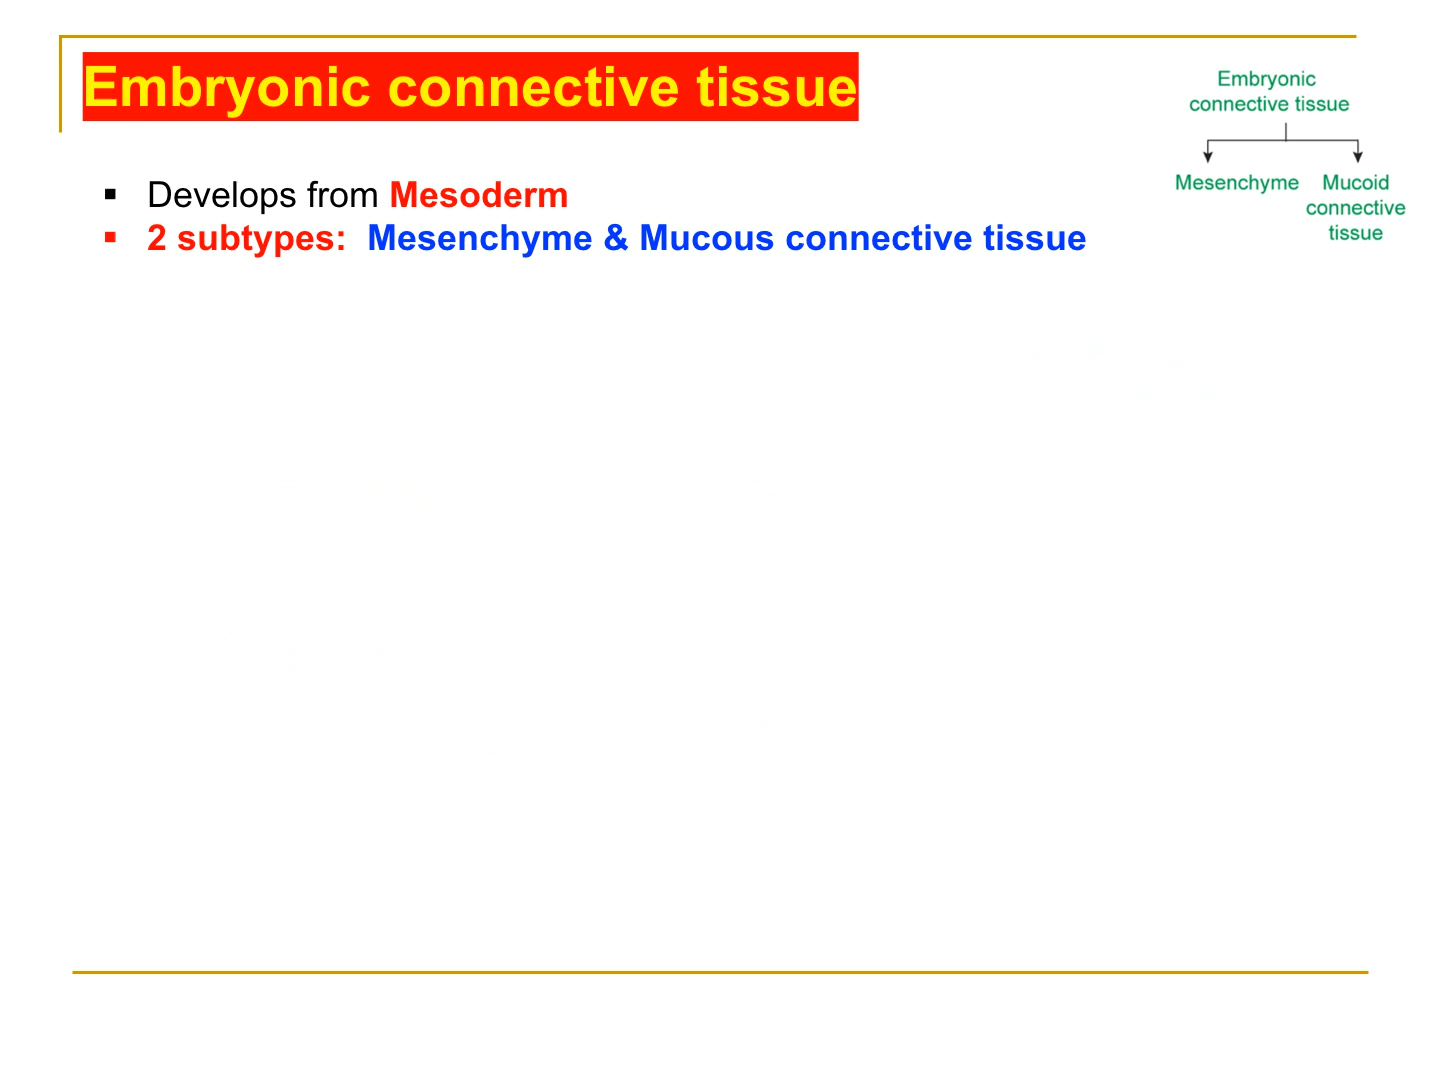 Embryonic connective tissue
▪ Develops from Mesoderm
▪ 2 subtypes: Mesenchyme & Mucous connective tissue
Embryonic
connective tissue
Mesenchyme
Mucoid
connective
tissue